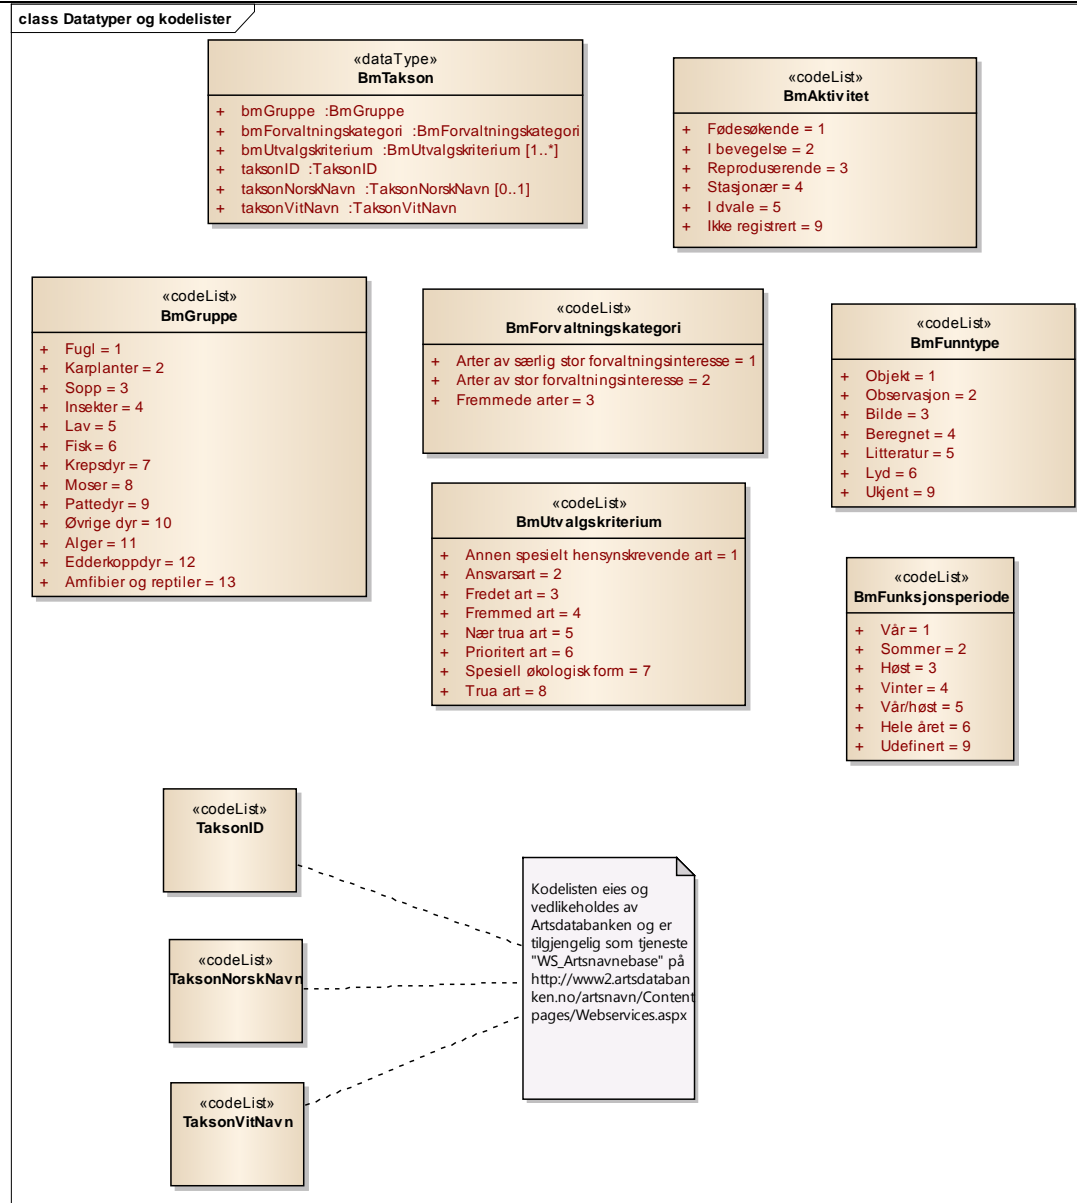 class Datatyper og kodelister
«dataType»
BmTakson
+ bmGruppe :BmGruppe
+ bmForvaltningskategori :BmForvaltningskategori
+ bmUtvalgskriterium :BmUtvalgskriterium [1..*]
+ taksonID :TaksonID
+ taksonNorskNavn :TaksonNorskNavn [0..1]
+ taksonVitNavn :TaksonVitNavn
«codeList»
BmAktivitet
+ Fødesøkende = 1
+ I bevegelse = 2
+ Reproduserende = 3
+ Stasjonær = 4
+ I dvale = 5
+ Ikke registrert = 9
«codeList»
BmGruppe
+ Fugl = 1
+ Karplanter = 2
+ Sopp = 3
+ Insekter = 4
+ Lav = 5
+ Fisk = 6
+ Krepsdyr = 7
+ Moser = 8
+ Pattedyr = 9
+ Øvrige dyr = 10
+ Alger = 11
+ Edderkoppdyr = 12
+ Amfibier og reptiler = 13
«codeList»
BmForvaltningskategori
+ Arter av særlig stor forvaltningsinteresse = 1
+ Arter av stor forvaltningsinteresse = 2
+ Fremmede arter = 3
«codeList»
BmFunntype
+ Objekt = 1
+ Observasjon = 2
+ Bilde = 3
+ Beregnet = 4
+ Litteratur = 5
+ Lyd = 6
+ Ukjent = 9
«codeList»
BmUtvalgskriterium
+ Annen spesielt hensynskrevende art = 1
+ Ansvarsart = 2
+ Fredet art = 3
+ Fremmed art = 4
+ Nær trua art = 5
+ Prioritert art = 6
+ Spesiell økologisk form = 7
+ Trua art = 8
«codeList»
BmFunksjonsperiode
+ Vår = 1
+ Sommer = 2
+ Høst = 3
+ Vinter = 4
+ Vår/høst = 5
+ Hele året = 6
+ Udefinert = 9
«codeList»
TaksonID
«codeList»
TaksonNorskNavn
«codeList»
TaksonVitNavn
Kodelisten eies og
vedlikeholdes av
Artsdatabanken og er
tilgjengelig som tjeneste
"WS_Artsnavnebase" på
http://www2.artsdataban
ken.no/artsnavn/Content
pages/Webservices.aspx